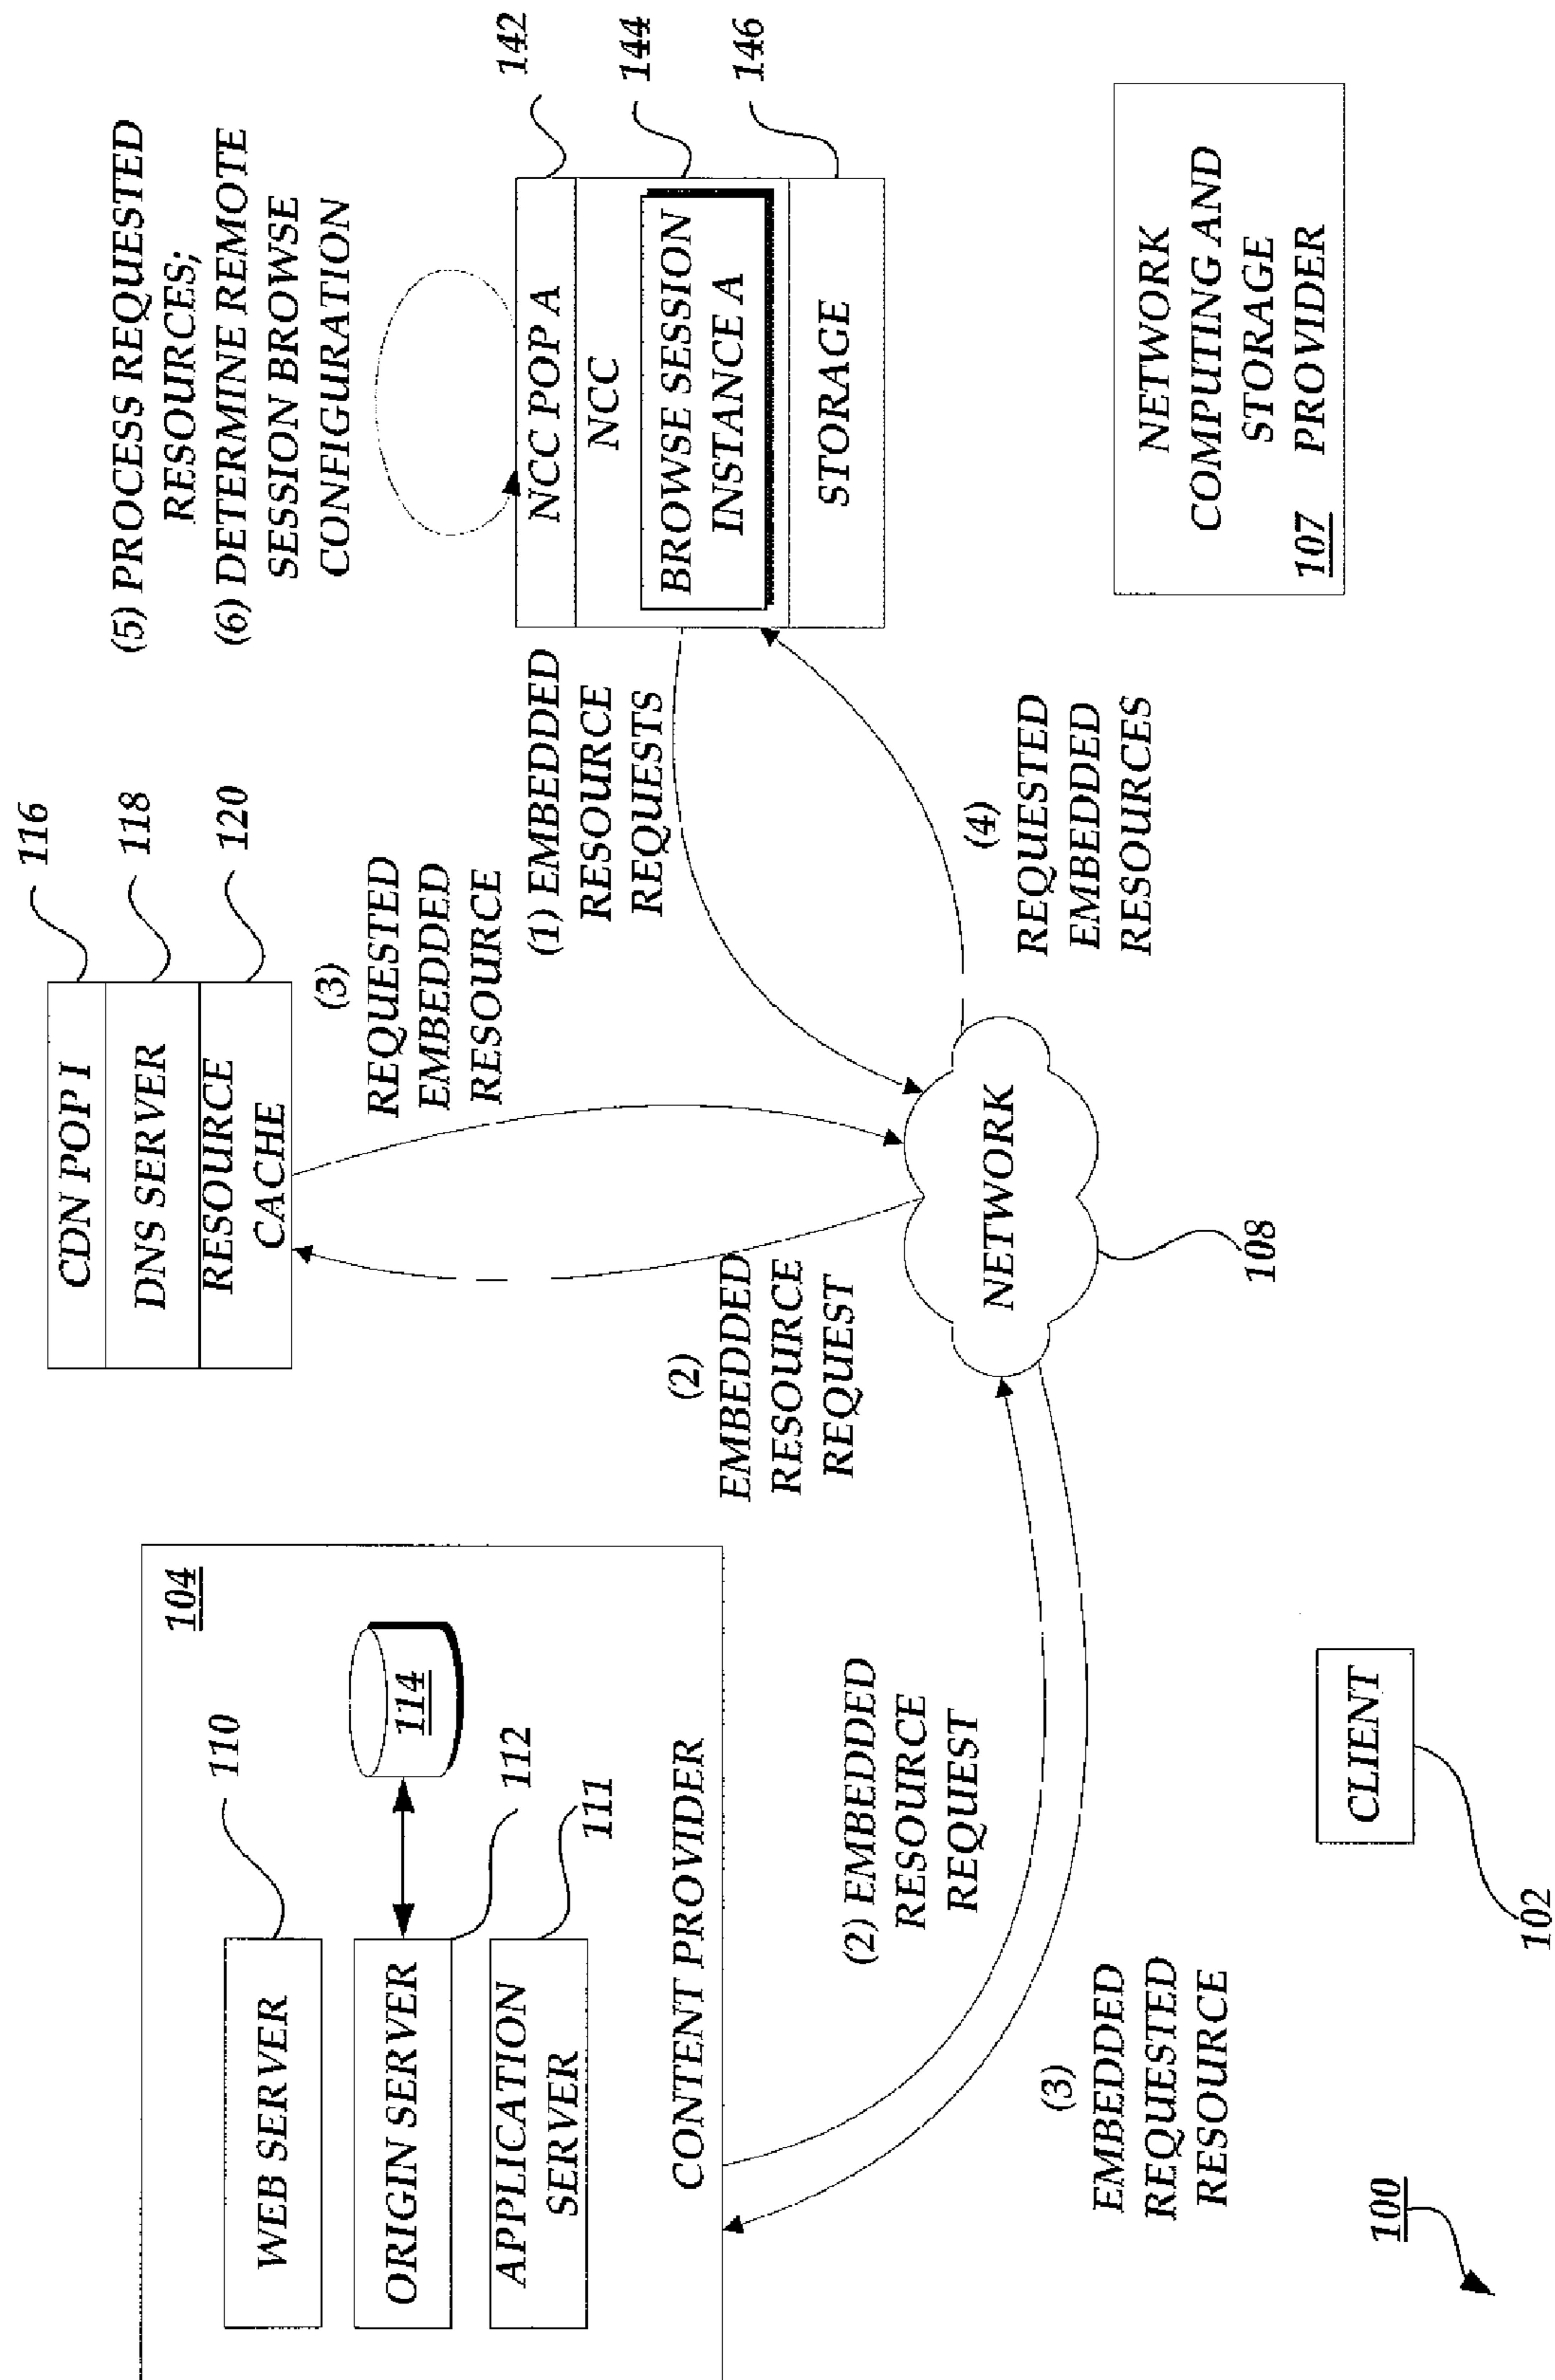 104
WEB SERVER
110
ORIGIN SERVER
112
114
APPLICATION
SERVER
111
CONTENT PROVIDER
CDN POP I
116
DNS SERVER
118
RESOURCE
CACHE
120
(5) PROCESS REQUESTED
RESOURCES;
(6) DETERMINE REMOTE
SESSION BROWSE
CONFIGURATION
NCC POP A
142
NCC
144
BROWSE SESSION
INSTANCE A
STORAGE
146
(3)
REQUESTED
EMBEDDED
RESOURCE
(1) EMBEDDED
RESOURCE
REQUESTS
(2)
EMBEDDED
RESOURCE
REQUEST
(2) EMBEDDED
RESOURCE
REQUEST
NETWORK
108
(4)
REQUESTED
EMBEDDED
RESOURCES
(3)
EMBEDDED
REQUESTED
RESOURCE
CLIENT
102
NETWORK
COMPUTING AND
STORAGE
107 PROVIDER
100